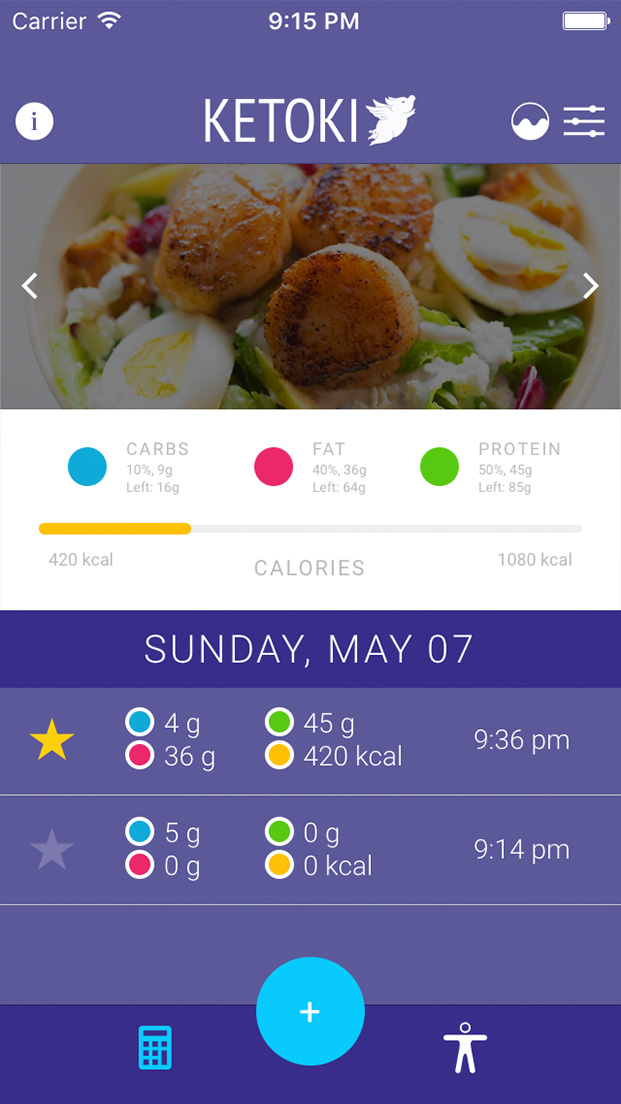 Carrier 9:15 PM
i KETOKI
CARBS FAT PROTEIN
10%, 9g 40%, 36g 50%, 45g
Left: 16g Left: 64g Left: 85g
420 kcal 1080 kcal
CALORIES
SUNDAY, MAY 07
4 g 45 g
9:36 pm
36 g 420 kcal
5 g 0 g
9:14 pm
0 g 0 kcal
+